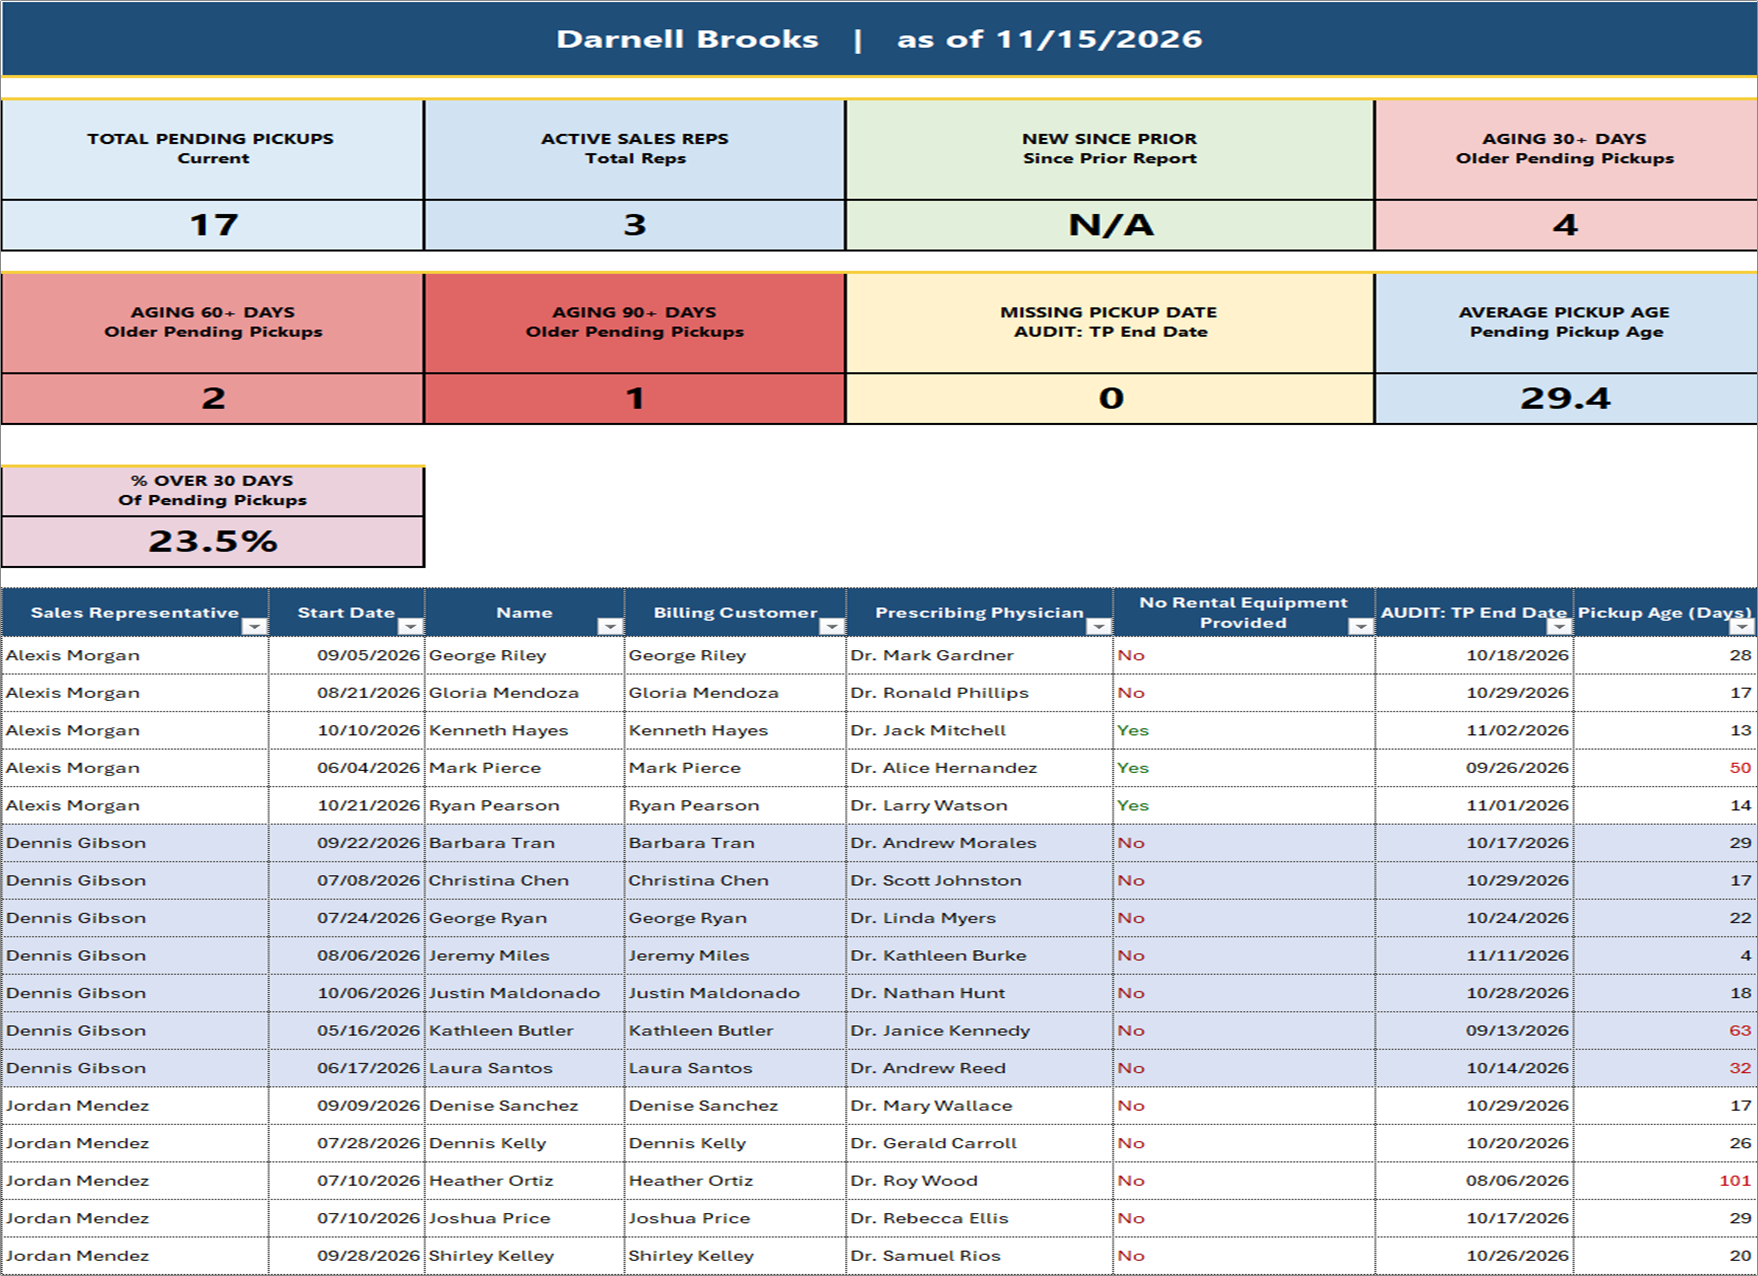 Darnell Brooks | as of 11/15/2026
TOTAL PENDING PICKUPS
Current
ACTIVE SALES REPS
Total Reps
NEW SINCE PRIOR
Since Prior Report
AGING 30+ DAYS
Older Pending Pickups
17
3
N/A
4
AGING 60+ DAYS
Older Pending Pickups
AGING 90+ DAYS
Older Pending Pickups
MISSING PICKUP DATE
AUDIT: TP End Date
AVERAGE PICKUP AGE
Pending Pickup Age
2
1
0
29.4
% OVER 30 DAYS
Of Pending Pickups
23.5%
Sales Representative Start Date Name Billing Customer Prescribing Physician No Rental Equipment Provided AUDIT: TP End Date Pickup Age (Days)
Alexis Morgan 09/05/2026 George Riley George Riley Dr. Mark Gardner No 10/18/2026 28
Alexis Morgan 08/21/2026 Gloria Mendoza Gloria Mendoza Dr. Ronald Phillips No 10/29/2026 17
Alexis Morgan 10/10/2026 Kenneth Hayes Kenneth Hayes Dr. Jack Mitchell Yes 11/02/2026 13
Alexis Morgan 06/04/2026 Mark Pierce Mark Pierce Dr. Alice Hernandez Yes 09/26/2026 50
Alexis Morgan 10/21/2026 Ryan Pearson Ryan Pearson Dr. Larry Watson Yes 11/01/2026 14
Dennis Gibson 09/22/2026 Barbara Tran Barbara Tran Dr. Andrew Morales No 10/17/2026 29
Dennis Gibson 07/08/2026 Christina Chen Christina Chen Dr. Scott Johnston No 10/29/2026 17
Dennis Gibson 07/24/2026 George Ryan George Ryan Dr. Linda Myers No 10/24/2026 22
Dennis Gibson 08/06/2026 Jeremy Miles Jeremy Miles Dr. Kathleen Burke No 11/11/2026 4
Dennis Gibson 10/06/2026 Justin Maldonado Justin Maldonado Dr. Nathan Hunt No 10/28/2026 18
Dennis Gibson 05/16/2026 Kathleen Butler Kathleen Butler Dr. Janice Kennedy No 09/13/2026 63
Dennis Gibson 06/17/2026 Laura Santos Laura Santos Dr. Andrew Reed No 10/14/2026 32
Jordan Mendez 09/09/2026 Denise Sanchez Denise Sanchez Dr. Mary Wallace No 10/29/2026 17
Jordan Mendez 07/28/2026 Dennis Kelly Dennis Kelly Dr. Gerald Carroll No 10/20/2026 26
Jordan Mendez 07/10/2026 Heather Ortiz Heather Ortiz Dr. Roy Wood No 08/06/2026 101
Jordan Mendez 07/10/2026 Joshua Price Joshua Price Dr. Rebecca Ellis No 10/17/2026 29
Jordan Mendez 09/28/2026 Shirley Kelley Shirley Kelley Dr. Samuel Rios No 10/26/2026 20